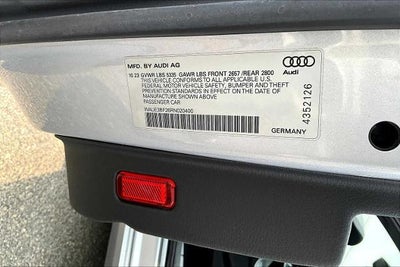 MFD. BY AUDI AG
10 23 GVWR LBS 5335 GAWR LBS FRONT 2657 /REAR 2800
THIS VEHICLE CONFORMS TO ALL APPLICABLE U.S.
FEDERAL MOTOR VEHICLE SAFETY, BUMPER AND THEFT
PREVENTION STANDARDS IN EFFECT ON THE DATE OF
MANUFACTURE SHOWN ABOVE.
PASSENGER CAR
Audi
4352126
GERMANY